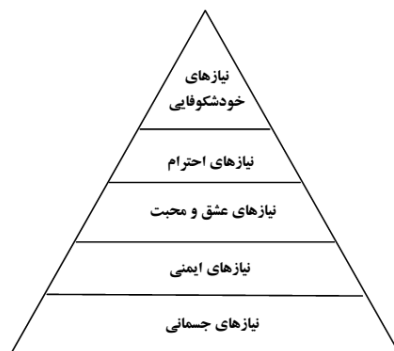 نیازهای
خودشکوفایی
نیازهای احترام
نیازهای عشق و محبت
نیازهای ایمنی
نیازهای جسمانی